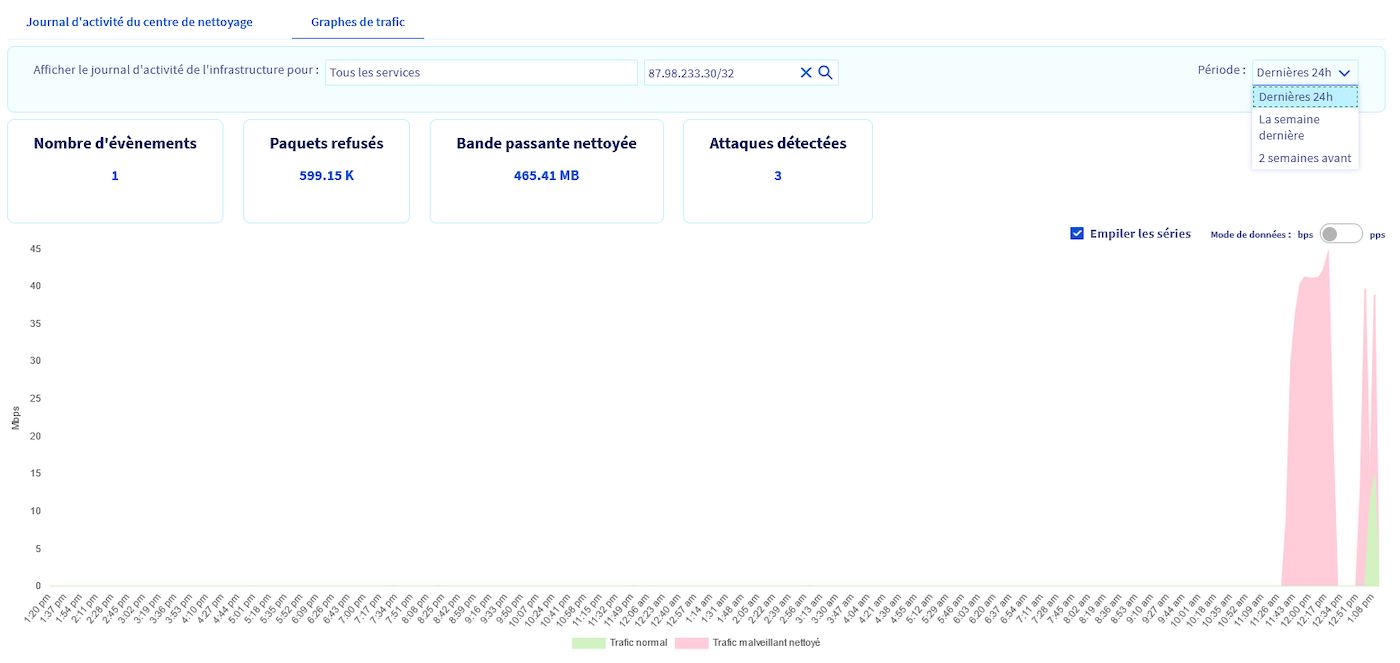 Journal d'activité du centre de nettoyage
Graphes de trafic
Afficher le journal d'activité de l'infrastructure pour :
Tous les services
87.98.233.30/32
Période :
Dernières 24h
Dernières 24h
La semaine
dernière
2 semaines avant
Nombre d'évènements
1
Paquets refusés
599.15 K
Bande passante nettoyée
465.41 MB
Attaques détectées
3
Empiler les séries
Mode de données : bps
pps
45
40
35
30
25
20
15
10
5
0
Mbps
1:20 pm
1:37 pm
1:54 pm
2:11 pm
2:28 pm
2:45 pm
3:02 pm
3:19 pm
3:36 pm
3:53 pm
4:10 pm
4:27 pm
4:44 pm
5:01 pm
5:18 pm
5:35 pm
5:52 pm
6:09 pm
6:26 pm
6:43 pm
7:00 pm
7:17 pm
7:34 pm
7:51 pm
8:08 pm
8:25 pm
8:42 pm
8:59 pm
9:16 pm
9:33 pm
9:50 pm
10:07 pm
10:24 pm
10:41 pm
10:58 pm
11:15 pm
11:32 pm
11:49 pm
12:06 am
12:23 am
12:40 am
12:57 am
1:14 am
1:31 am
1:48 am
2:05 am
2:22 am
2:39 am
2:56 am
3:13 am
3:30 am
3:47 am
4:04 am
4:21 am
4:38 am
4:55 am
5:12 am
5:29 am
5:46 am
6:03 am
6:20 am
6:37 am
6:54 am
7:11 am
7:28 am
7:45 am
8:02 am
8:19 am
8:36 am
8:53 am
9:10 am
9:27 am
9:44 am
10:01 am
10:18 am
10:35 am
10:52 am
11:09 am
11:26 am
11:43 am
12:00 pm
12:17 pm
12:34 pm
12:51 pm
1:08 pm
Trafic normal
Trafic malveillant nettoyé